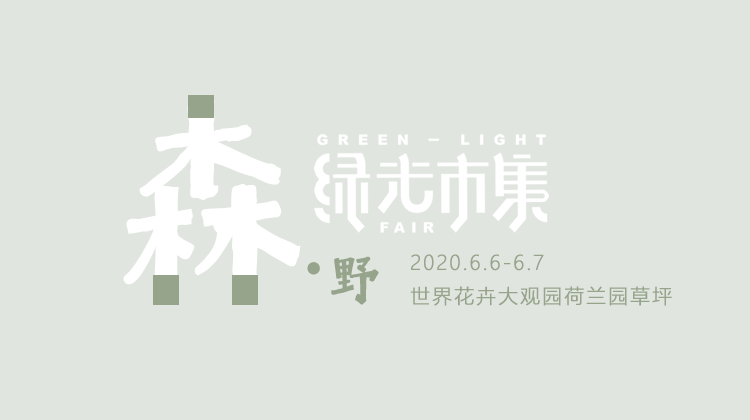 森·野
GREEN-LIGHT
绿光市集
FAIR
2020.6.6-6.7
世界花卉大观园荷兰园草坪